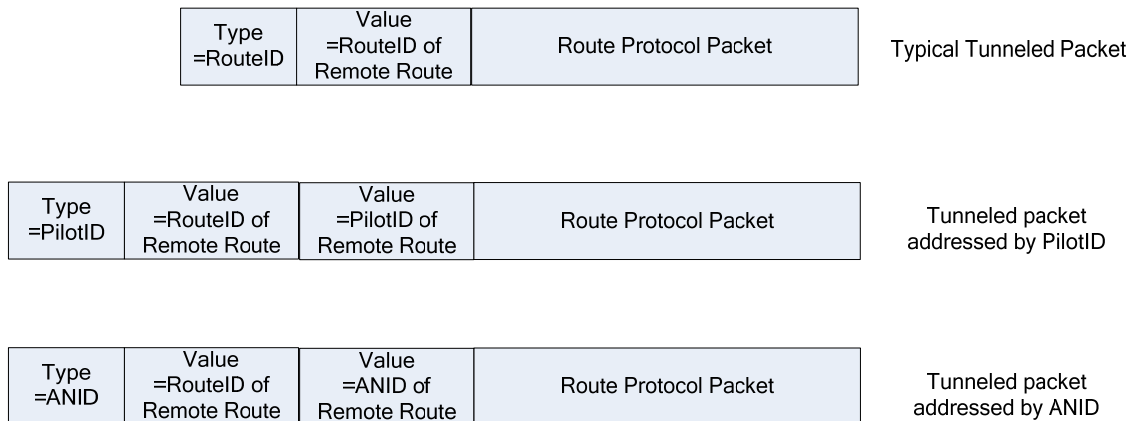 Type
=RouteID
Value
=RouteID of
Remote Route
Route Protocol Packet
Typical Tunneled Packet
Type
=PilotID
Value
=RouteID of
Remote Route
Value
=PilotID of
Remote Route
Route Protocol Packet
Tunneled packet
addressed by PilotID
Type
=ANID
Value
=RouteID of
Remote Route
Value
=ANID of
Remote Route
Route Protocol Packet
Tunneled packet
addressed by ANID